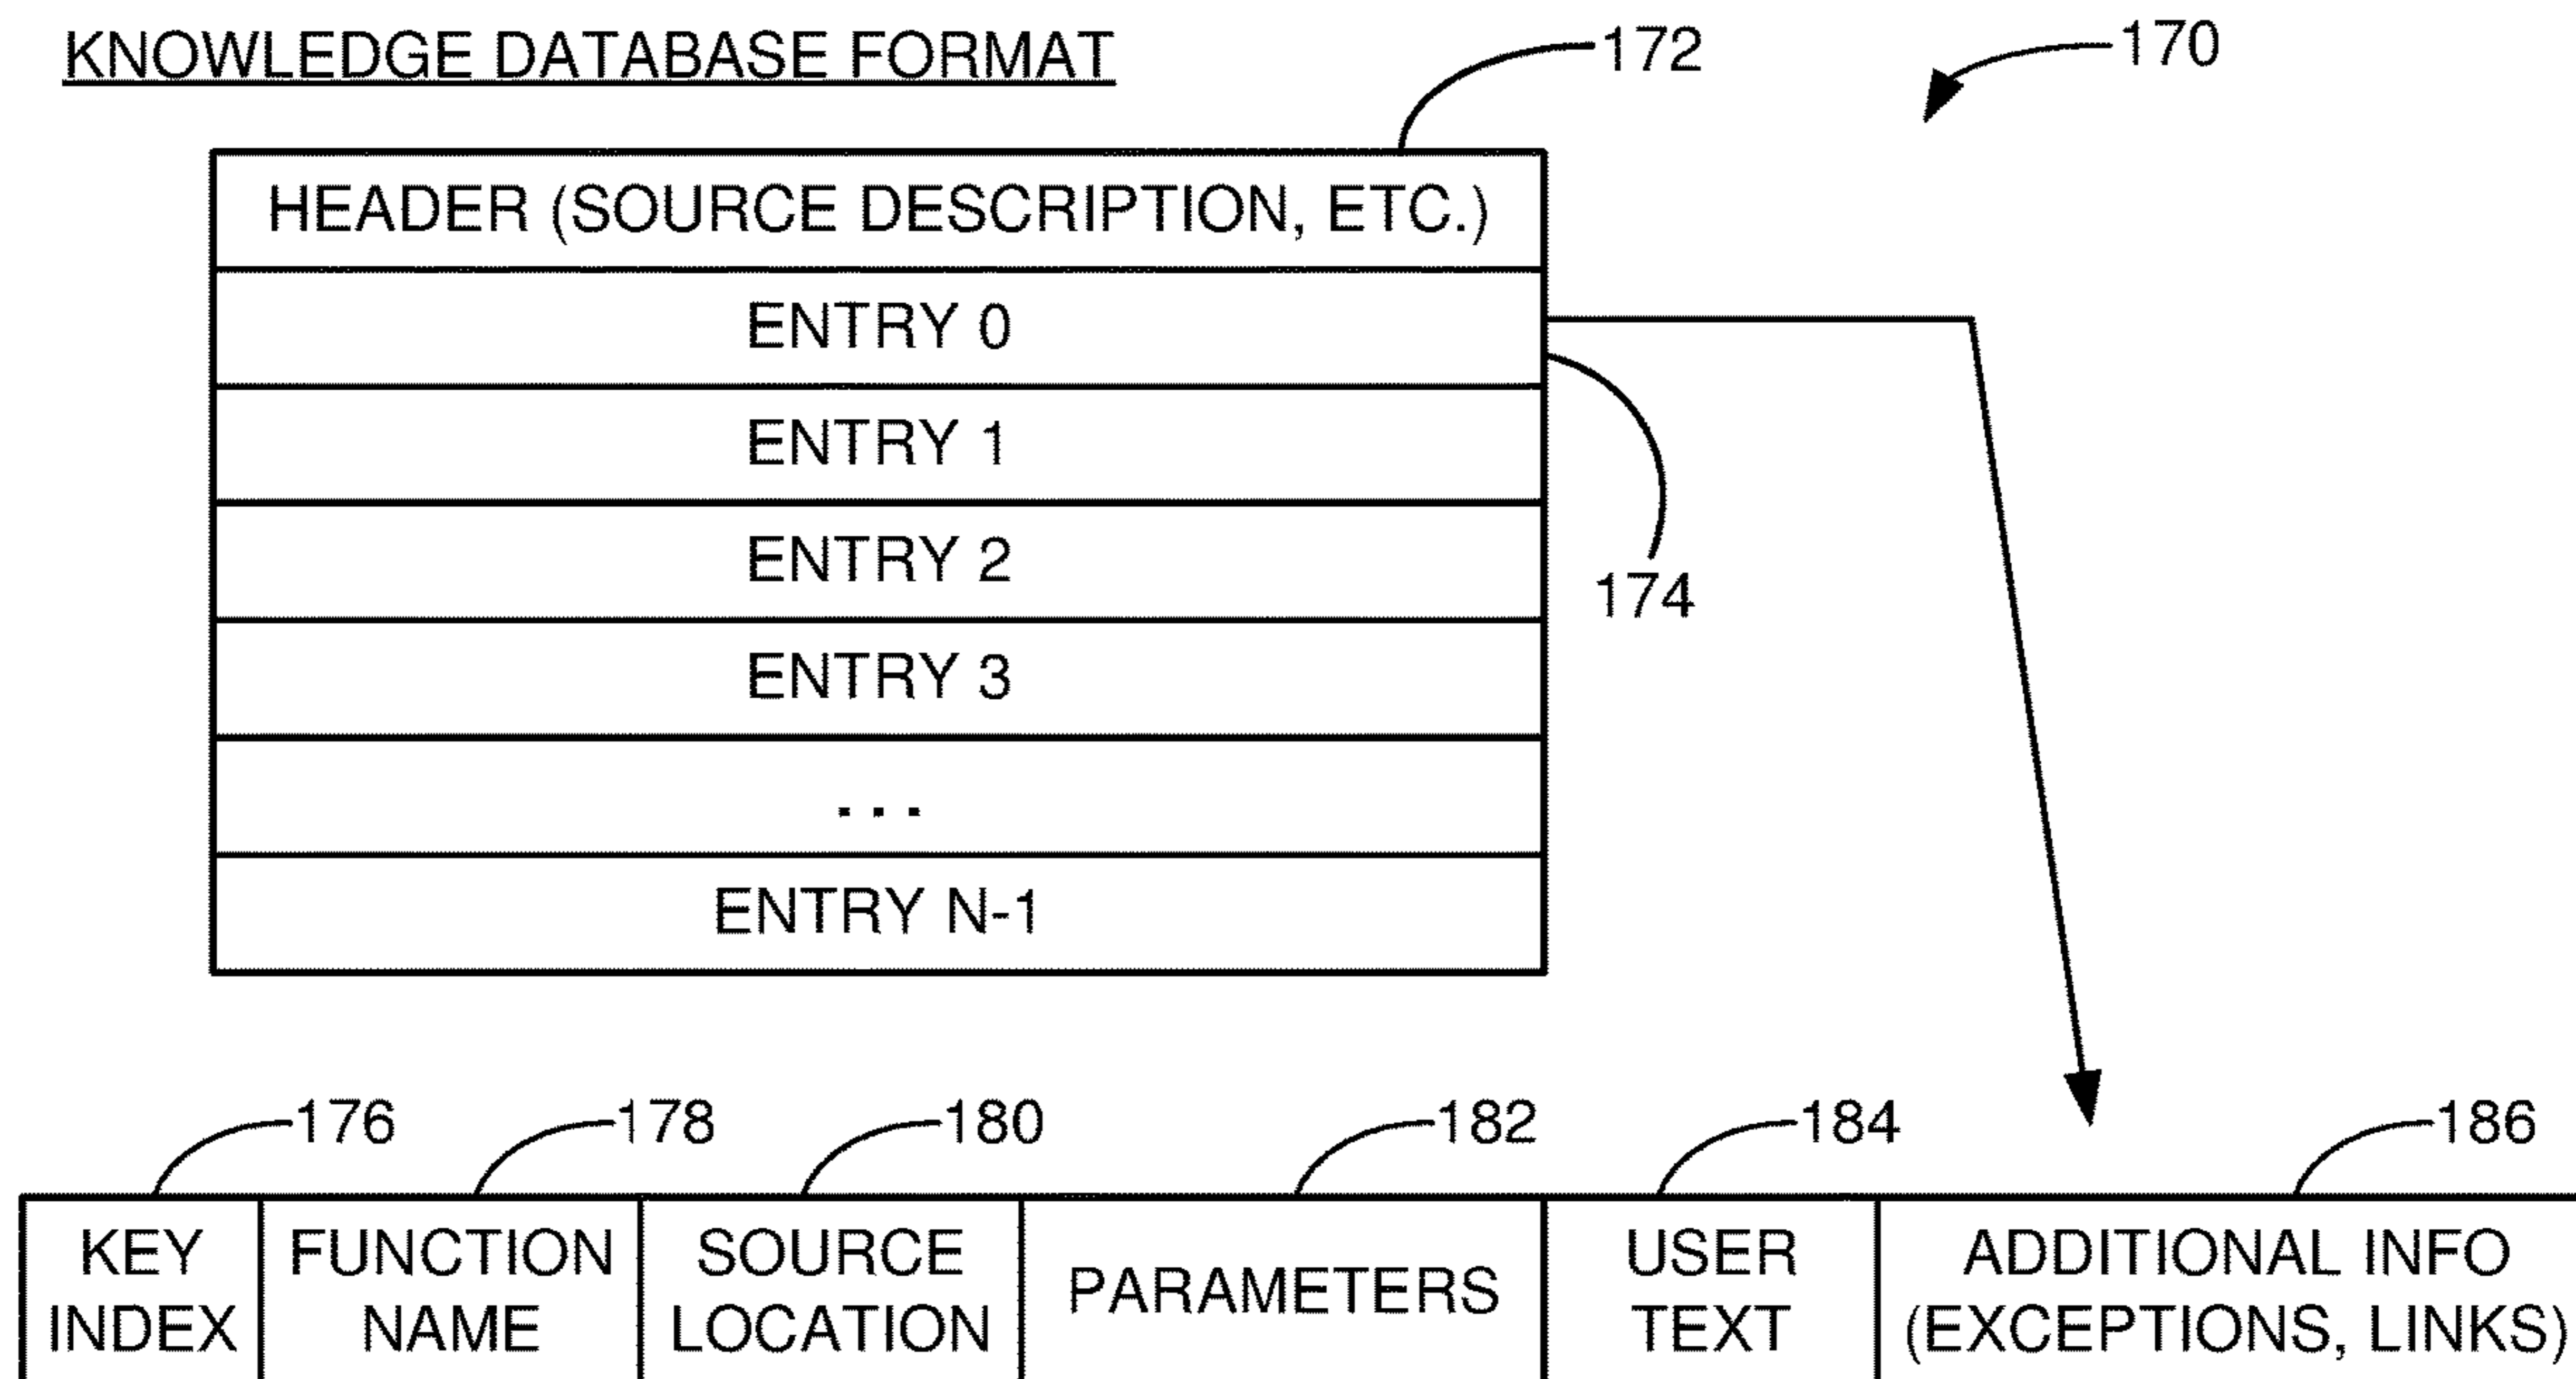 KNOWLEDGE DATABASE FORMAT
172
170
HEADER (SOURCE DESCRIPTION, ETC.)
ENTRY 0
ENTRY 1
ENTRY 2
174
ENTRY 3
...
ENTRY N-1
176
178
180
182
184
186
KEY
INDEX
FUNCTION
NAME
SOURCE
LOCATION
PARAMETERS
USER
TEXT
ADDITIONAL INFO
(EXCEPTIONS, LINKS)